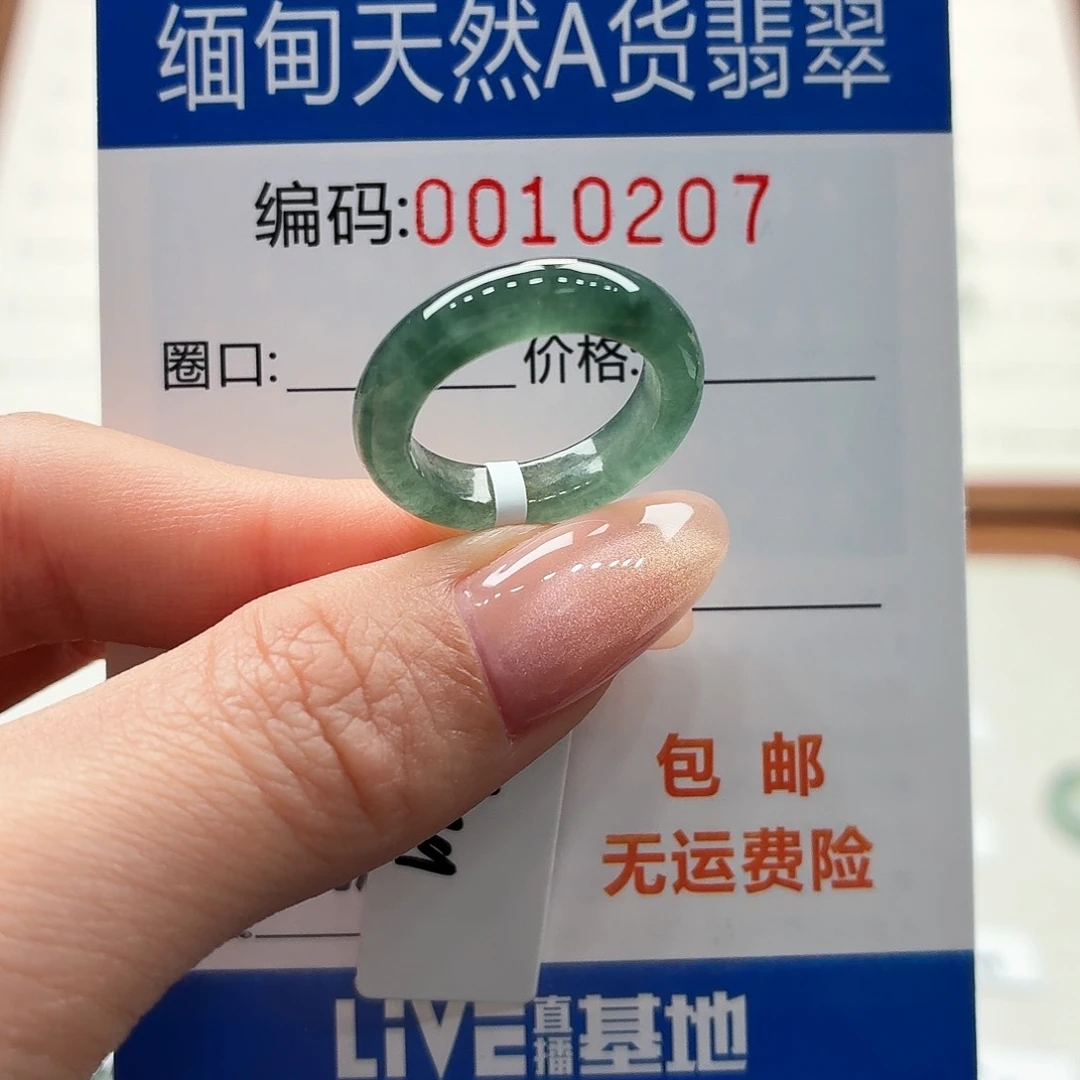 缅甸天然A货翡翠
编码:0010207
圈口: 价格:
包 邮
无运费险
LiVE直播基地